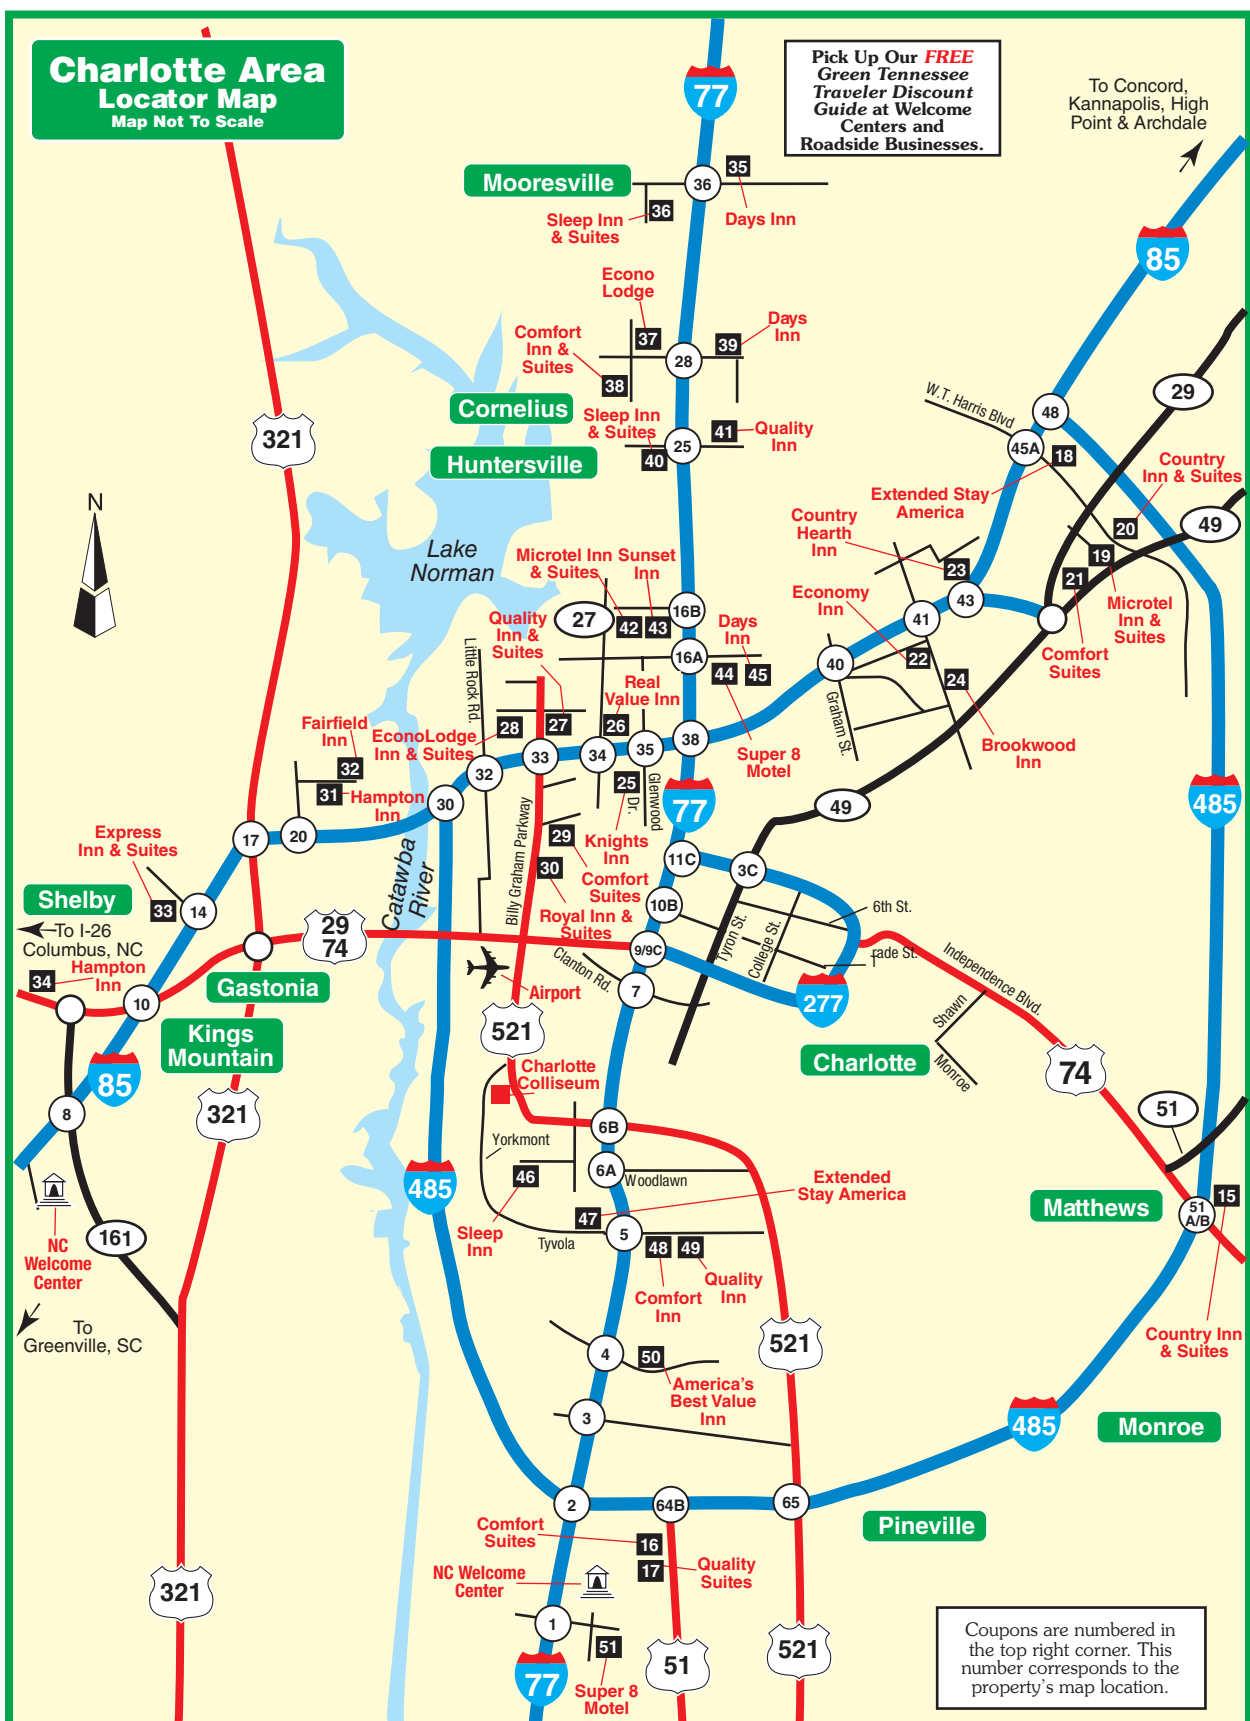 Charlotte Area
Locator Map
Map Not To Scale
77
Pick Up Our FREE
Green Tennessee
Traveler Discount
Guide at Welcome
Centers and
Roadside Businesses.
To Concord,
Kannapolis, High
Point & Archdale
Mooresville
36
35
36
Sleep Inn
& Suites
Days Inn
85
Econo
Lodge
37
Days
Inn
39
28
Comfort
Inn &
Suites
38
29
Cornelius
Sleep Inn
& Suites
40
25
41
Quality
Inn
Huntersville
321
W.T. Harris Blvd
48
45A
18
Country
Inn & Suites
Extended Stay
America
20
49
19
Country
Hearth
Inn
23
21
N
Lake
Norman
Microtel Inn
& Suites
Sunset
Inn
42
43
16B
27
Quality
Inn &
Suites
Economy
Inn
43
41
Microtel
Inn &
Suites
Comfort
Suites
Days
Inn
16A
44
45
40
22
24
Little Rock Rd.
Real
Value Inn
Graham St.
Brookwood
Inn
Fairfield
Inn
EconoLodge
Inn & Suites
28
27
26
38
35
34
33
32
Super 8
Motel
32
31
Hampton
Inn
30
25
Glenwood
Dr.
77
485
49
Express
Inn & Suites
17
20
Billy Graham Parkway
29
Knights
Inn
Comfort
Suites
30
Royal Inn &
Suites
11C
3C
10B
Catawba
River
Shelby
33
14
To I-26
Columbus, NC
29
74
6th St.
Tyron St.
College St.
Trade St.
9/9C
Clanton Rd.
7
Independence Blvd.
34
Hampton
Inn
Gastonia
10
Airport
277
Shawn
Monroe
Kings
Mountain
521
Charlotte
74
85
Charlotte
Colliseum
8
321
51
6B
Yorkmont
6A
Woodlawn
46
485
Extended
Stay America
Matthews
51
A/B
15
NC
Welcome
Center
161
Sleep
Inn
47
5
Tyvola
48
49
Quality
Inn
Comfort
Inn
To
Greenville, SC
521
Country Inn
& Suites
4
50
America's
Best Value
Inn
3
485
Monroe
2
64B
65
Pineville
Comfort
Suites
16
17
Quality
Suites
NC Welcome
Center
321
1
51
51
521
77
Super 8
Motel
Coupons are numbered in
the top right corner. This
number corresponds to the
property's map location.